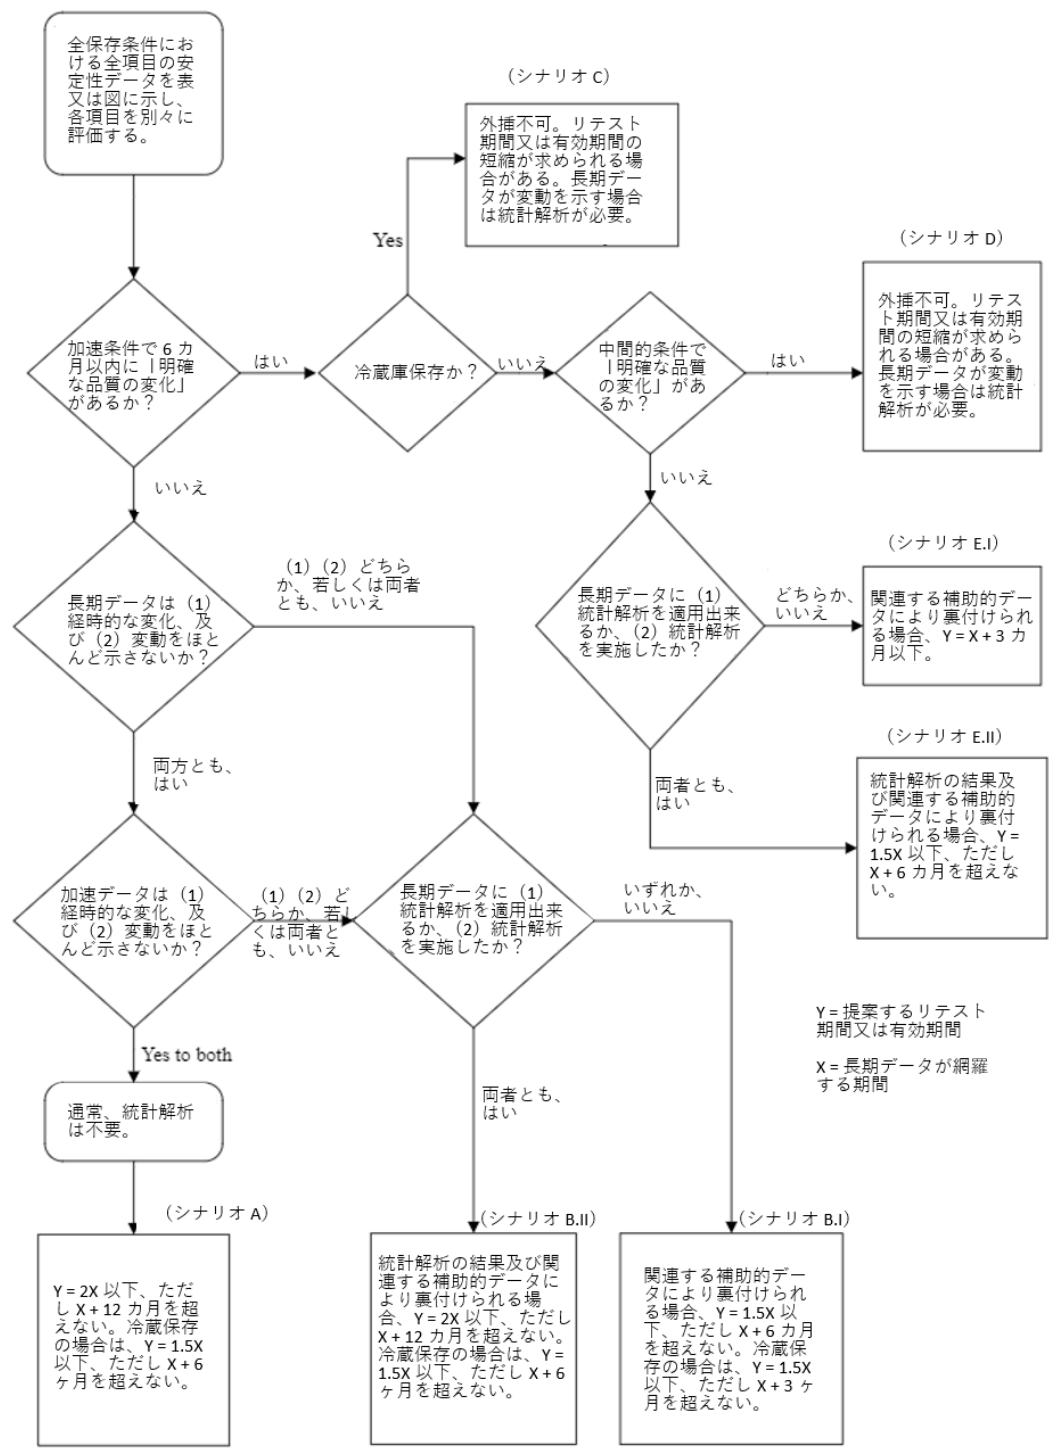 全保存条件にお
ける全項目の安
定性データを表
又は図に示し、
各項目を別々に
評価する。
（シナリオ C）
外挿不可。リテスト
期間又は有効期間の
短縮が求められる場
合がある。長期デー
タが変動を示す場合
は統計解析が必要。
Yes
（シナリオ D）
外挿不可。リテス
ト期間又は有効期
間の短縮が求めら
れる場合がある。
長期データが変動
を示す場合は統計
解析が必要。
加速条件で 6 カ
月以内に「明確
な品質の変化」
があるか？
はい
冷蔵庫保存か？
いいえ
中間的条件で
「明確な品質
の変化」があ
るか？
はい
いいえ
いいえ
（1）（2）どちら
か、若しくは両者
とも、いいえ
長期データは（1）
経時的な変化、及
び（2）変動をほと
んど示さないか？
長期データに（1）
統計解析を適用出来
るか、（2）統計解析
を実施したか？
どちらか、
いいえ
（シナリオ E.I）
関連する補助的デー
タにより裏付けられ
る場合、Y = X + 3 カ
月以下。
両方とも、
はい
両者とも、
はい
（シナリオ E.II）
統計解析の結果及
び関連する補助的
データにより裏付
けられる場合、Y =
1.5X 以下、ただし
X + 6 カ月を超えな
い。
加速データは（1）
経時的な変化、及
び（2）変動をほと
んど示さないか？
（1）（2）ど
ちらか、若し
くは両者と
も、いいえ
長期データに（1）
統計解析を適用出来
るか、（2）統計解析
を実施したか？
いずれか、
いいえ
Y = 提案するリテスト
期間又は有効期間
X = 長期データが網羅
する期間
Yes to both
通常、統計解析
は不要。
両者とも、
はい
（シナリオ A）
Y = 2X 以下、ただ
し X + 12 カ月を超
えない。冷蔵保存
の場合は、Y = 1.5X
以下、ただし X + 6
ヶ月を超えない。
（シナリオ B.II）
統計解析の結果及び関
連する補助的データに
より裏付けられる場
合、Y = 2X 以下、ただし
X + 12 カ月を超えない。
冷蔵保存の場合は、Y =
1.5X 以下、ただし X + 6
ヶ月を超えない。
（シナリオ B.I）
関連する補助的デー
タにより裏付けられ
る場合、Y = 1.5X 以
下、ただし X + 6 カ月
を超えない。冷蔵保
存の場合は、Y = 1.5X
以下、ただし X + 3 ヶ
月を超えない。